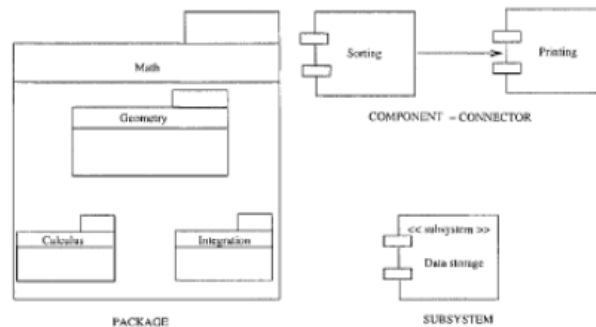 Math
Geometry
Calculus
Integration
PACKAGE
Sorting
Printing
COMPONENT – CONNECTOR
<< subsystem >>
Data storage
SUBSYSTEM